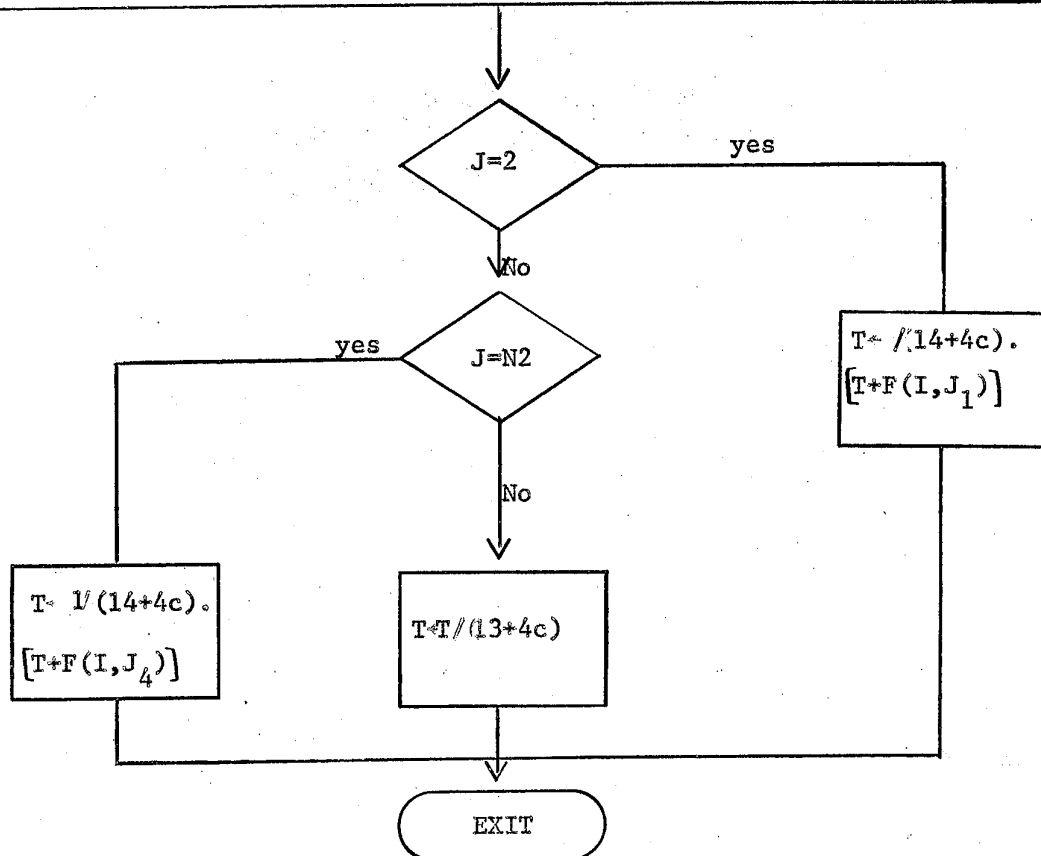 J=2
yes
No
J=N2
yes
T← /(14+4c).
[T+F(I,J₁)]
No
T← 1/(14+4c).
[T+F(I,J₄)]
T←T/(13+4c)
EXIT